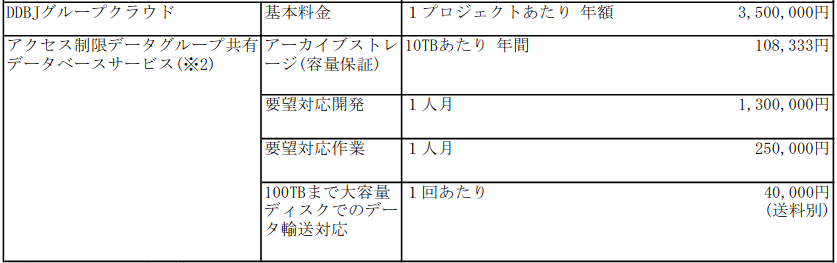 DDBJグループクラウド 基本料金 １プロジェクトあたり 年額 3,500,000円
アクセス制限データグループ共有
データベースサービス(※2)
アーカイブストレ
ージ(容量保証)
10TBあたり 年間 108,333円
要望対応開発 １人月 1,300,000円
要望対応作業 １人月 250,000円
100TBまで大容量
ディスクでのデー
タ輸送対応
１回あたり 40,000円
(送料別)